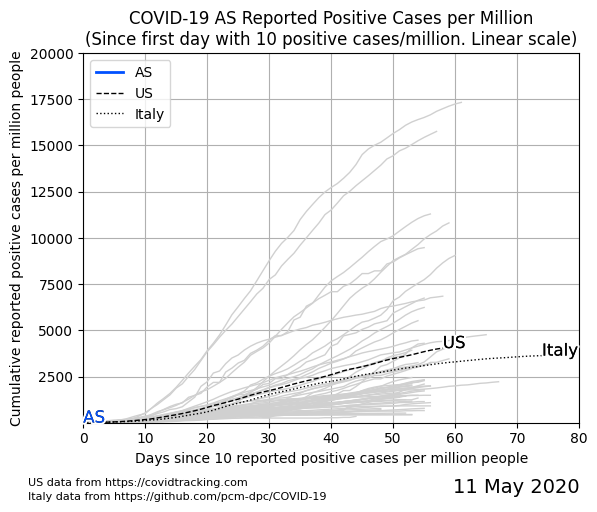 COVID-19 AS Reported Positive Cases per Million
(Since first day with 10 positive cases/million. Linear scale)
Cumulative reported positive cases per million people
20000
17500
15000
12500
10000
7500
5000
2500
AS
US
Italy
US
Italy
AS
0 10 20 30 40 50 60 70 80
Days since 10 reported positive cases per million people
US data from https://covidtracking.com
Italy data from https://github.com/pcm-dpc/COVID-19
11 May 2020